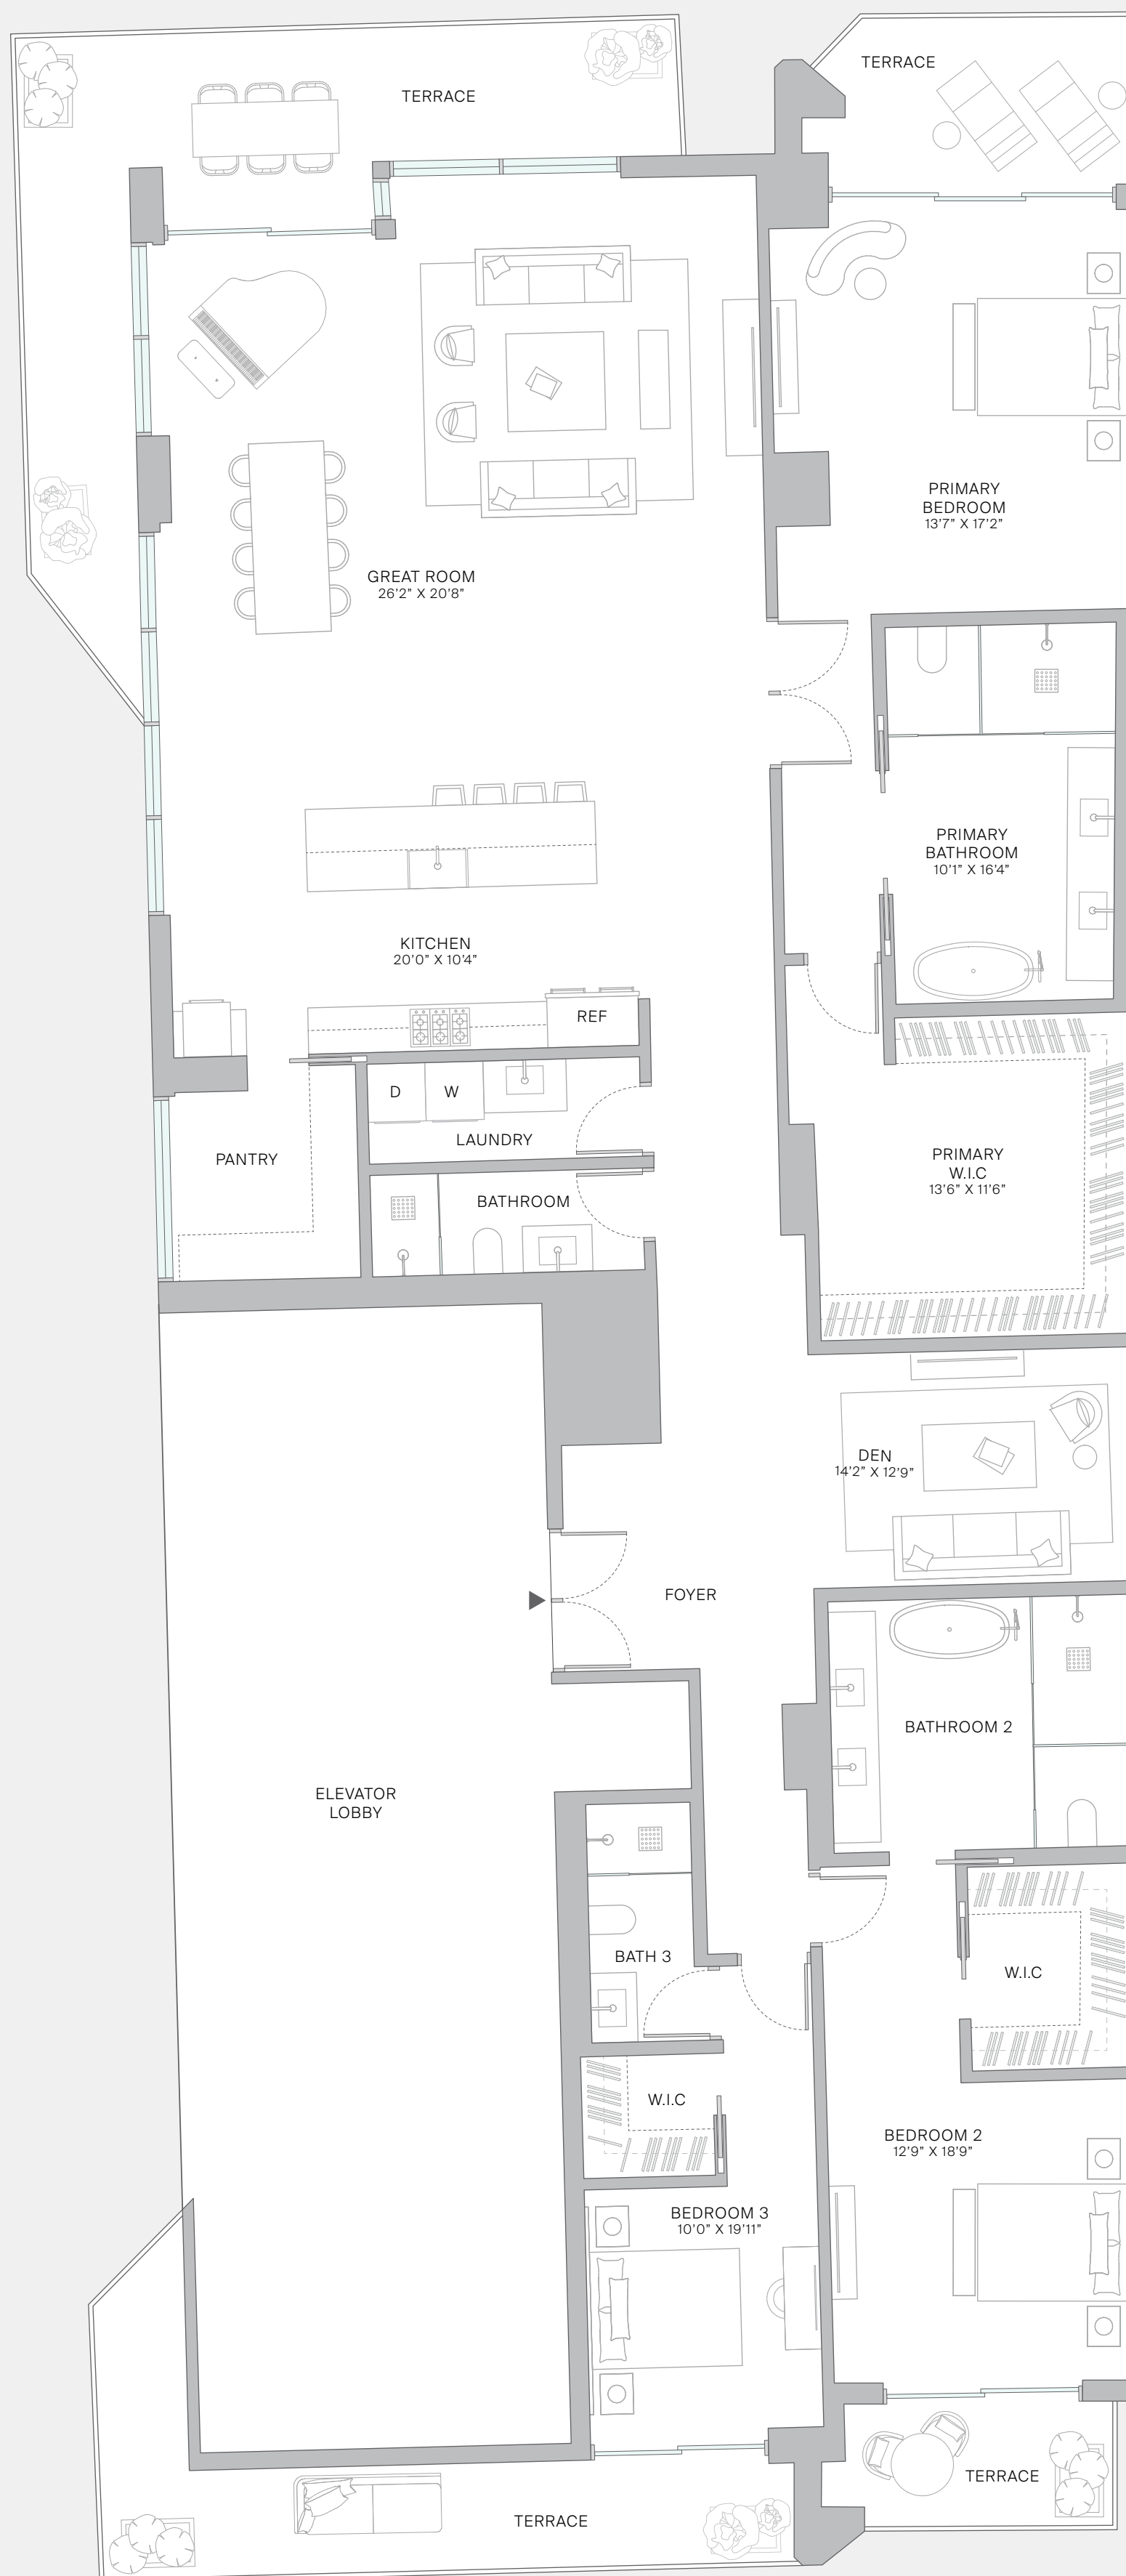 TERRACE
TERRACE
PRIMARY
BEDROOM
13'7" X 17'2"
GREAT ROOM
26'2" X 20'8"
PRIMARY
BATHROOM
10'1" X 16'4"
KITCHEN
20'0" X 10'4"
REF
D
W
LAUNDRY
PANTRY
BATHROOM
PRIMARY
W.I.C
13'6" X 11'6"
DEN
14'2" X 12'9"
FOYER
BATHROOM 2
ELEVATOR
LOBBY
BATH 3
W.I.C
W.I.C
BEDROOM 2
12'9" X 18'9"
BEDROOM 3
10'0" X 19'11"
TERRACE
TERRACE